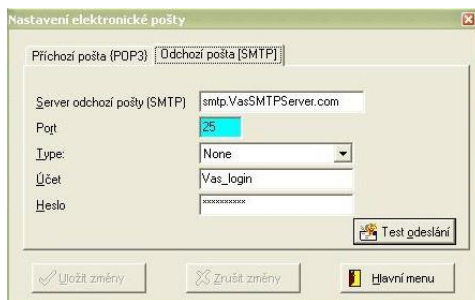 Nastavení elektronické pošty
Příchozí pošta {POP3} Odchozí pošta [SMTP]
Server odchozí pošty (SMTP) smtp.VasSMTPServer.com
Port 25
Type: None
Účet Vas_login
Heslo xxxxxxxxxx
Test odeslání
Uložit změny Zrušit změny Hlavní menu